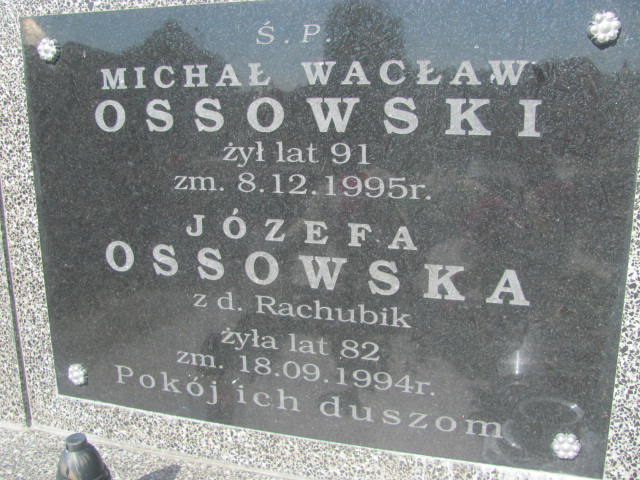 Ś.P.
MICHAŁ WACŁAW
OSSOWSKI
żył lat 91
zm. 8.12.1995r.
JÓZEFA
OSSOWSKA
z d. Rachubik
żyła lat 82
zm. 18.09.1994r.
Pokój ich duszom